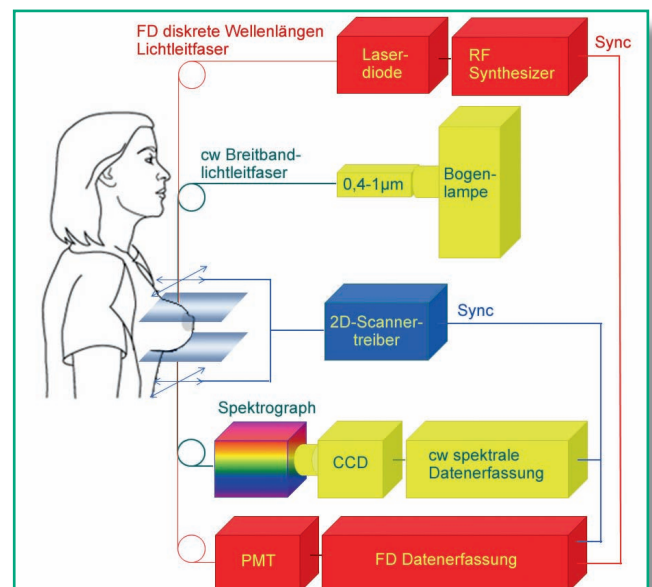 FD diskrete Wellenlängen
Lichtleitfaser
Laser-
diode
RF
Synthesizer
Sync
cw Breitband-
lichtleitfaser
0,4-1µm
Bogen-
lampe
2D-Scanner-
treiber
Sync
Spektrograph
CCD
cw spektrale
Datenerfassung
PMT
FD Datenerfassung